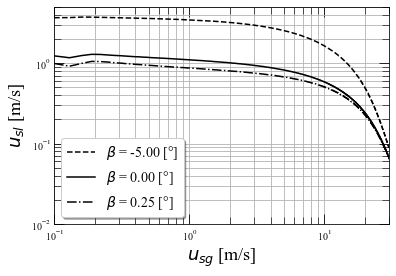 u_sl [m/s]
10^0
10^-1
10^-2
β = -5.00 [°]
β = 0.00 [°]
β = 0.25 [°]
10^-1 10^0 10^1
u_sg [m/s]